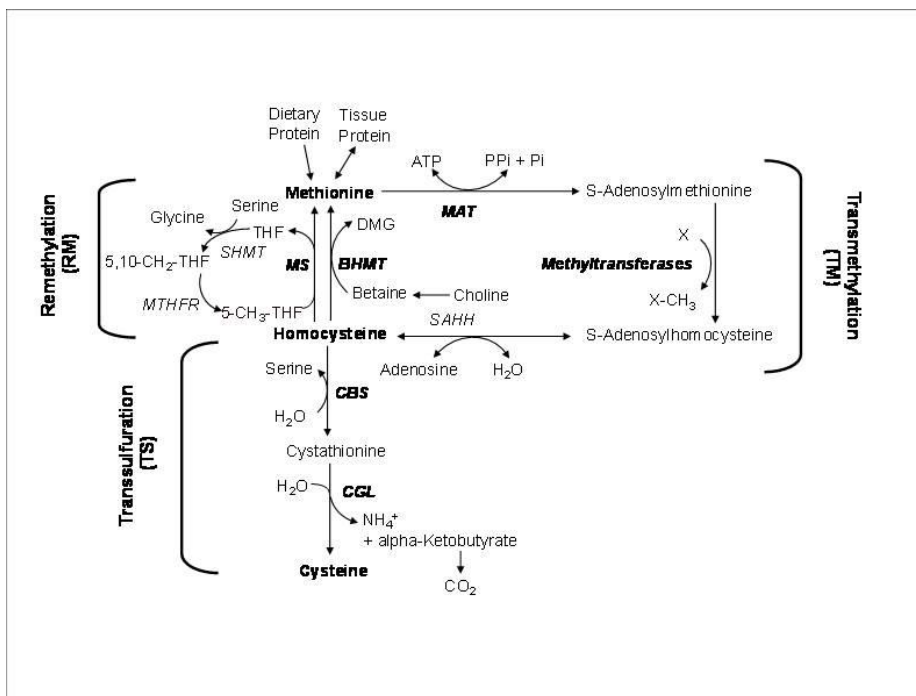 Dietary
Protein
Tissue
Protein
ATP
PPi + Pi
Methionine
S-Adenosylmethionine
MAT
Serine
Glycine
THF
DMG
SHMT
5,10-CH₂-THF
MS
BHMT
X
Methyltransferases
Betaine
Choline
X-CH₃
MTHFR
5-CH₃-THF
Homocysteine
SAHH
S-Adenosylhomocysteine
Adenosine
H₂O
Serine
CBS
H₂O
Cystathionine
H₂O
CGL
NH₄⁺
+ alpha-Ketobutyrate
Cysteine
CO₂
Remethylation
(RM)
Transsulfuration
(TS)
Transmethylation
(TM)